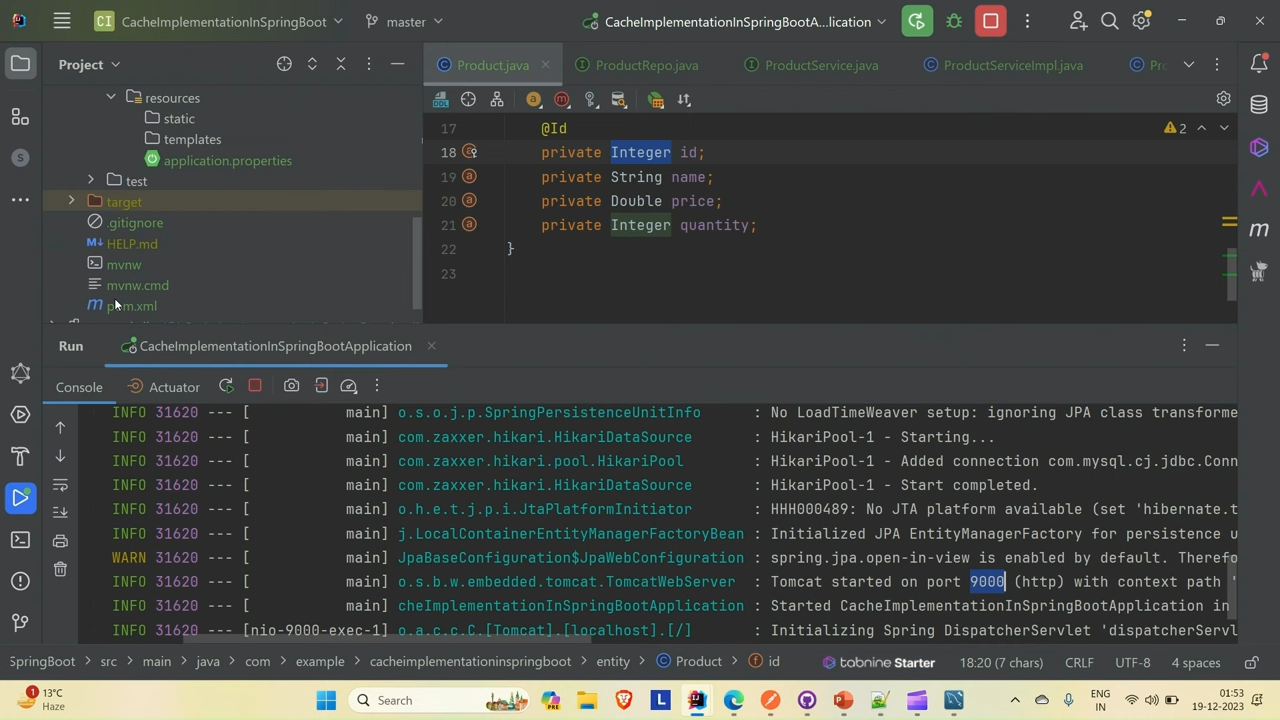 CI CacheImplementationInSpringBoot master CacheImplementationInSpringBootA...lication
Project
Product.java ProductRepo.java ProductService.java ProductServiceImpl.java
resources
static
templates
application.properties
test
target
.gitignore
HELP.md
mvnw
mvnw.cmd
pom.xml
17 @Id
18 private Integer id;
19 private String name;
20 private Double price;
21 private Integer quantity;
22 }
23
2
Run CacheImplementationInSpringBootApplication
Console Actuator
INFO 31620 --- [ main] o.s.o.j.p.SpringPersistenceUnitInfo : No LoadTimeWeaver setup: ignoring JPA class transforme
INFO 31620 --- [ main] com.zaxxer.hikari.HikariDataSource : HikariPool-1 - Starting...
INFO 31620 --- [ main] com.zaxxer.hikari.pool.HikariPool : HikariPool-1 - Added connection com.mysql.cj.jdbc.Conn
INFO 31620 --- [ main] com.zaxxer.hikari.HikariDataSource : HikariPool-1 - Start completed.
INFO 31620 --- [ main] o.h.e.t.j.p.i.JtaPlatformInitiator : HHH000489: No JTA platform available (set 'hibernate.t
INFO 31620 --- [ main] j.LocalContainerEntityManagerFactoryBean : Initialized JPA EntityManagerFactory for persistence u
WARN 31620 --- [ main] JpaBaseConfiguration$JpaWebConfiguration : spring.jpa.open-in-view is enabled by default. Therefo
INFO 31620 --- [ main] o.s.b.w.embedded.tomcat.TomcatWebServer : Tomcat started on port 9000 (http) with context path '
INFO 31620 --- [ main] cheImplementationInSpringBootApplication : Started CacheImplementationInSpringBootApplication in
INFO 31620 --- [nio-9000-exec-1] o.a.c.c.C.[Tomcat].[localhost].[/] : Initializing Spring DispatcherServlet 'dispatcherServl
SpringBoot > src > main > java > com > example > cacheimplementationinspringboot > entity > Product > id tabnine Starter 18:20 (7 chars) CRLF UTF-8 4 spaces
1 13°C
Haze
Search
ENG
IN
01:53
19-12-2023